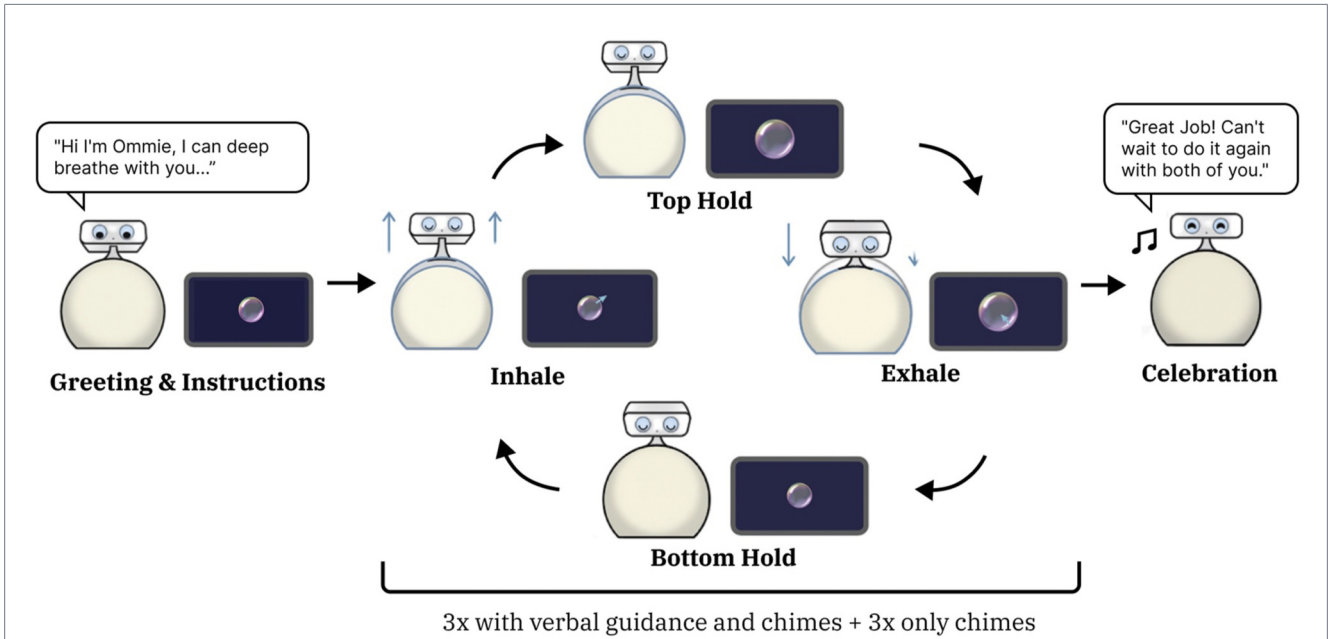 "Hi I'm Ommie, I can deep
breathe with you..."
Greeting & Instructions
Inhale
Top Hold
Exhale
Bottom Hold
"Great Job! Can't
wait to do it again
with both of you."
Celebration
3x with verbal guidance and chimes + 3x only chimes